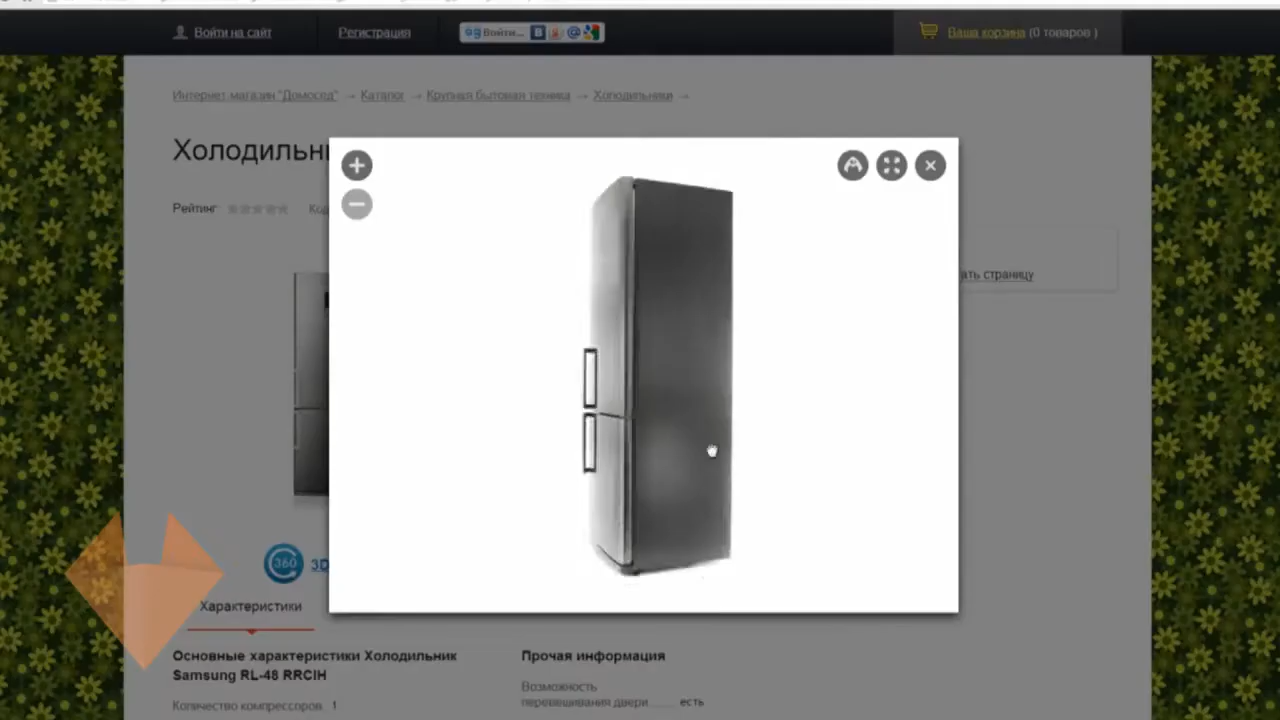 Войти на сайт
Регистрация
Войти...
Ваша корзина (0 товаров )
Интернет-магазин "Домосед" → Каталог → Крупная бытовая техника → Холодильники →
Холодильн
Рейтинг
Код
ать страницу
360
3D
Характеристики
Основные характеристики Холодильник
Samsung RL-48 RRCIH
Количество компрессоров 1
Прочая информация
Возможность
перевешивания двери есть